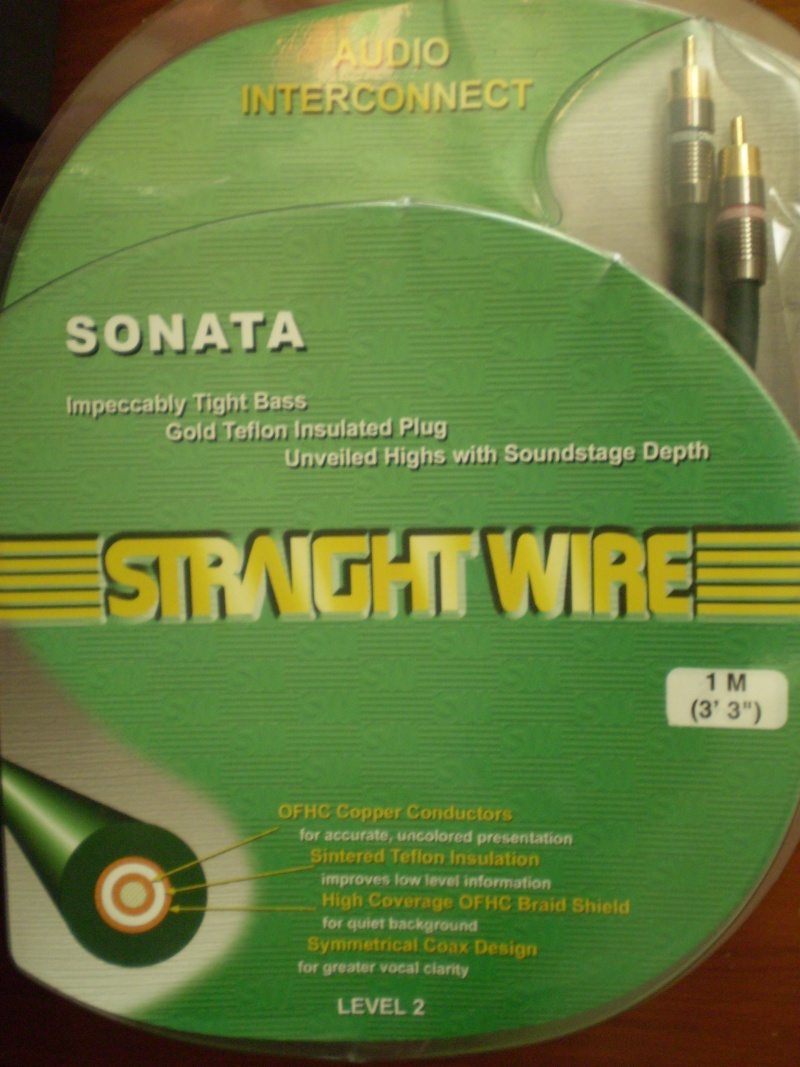 AUDIO
INTERCONNECT
SONATA
Impeccably Tight Bass
Gold Teflon Insulated Plug
Unveiled Highs with Soundstage Depth
STRAIGHT WIRE
1 M
(3' 3")
OFHC Copper Conductors
for accurate, uncolored presentation
Sintered Teflon Insulation
improves low level information
High Coverage OFHC Braid Shield
for quiet background
Symmetrical Coax Design
for greater vocal clarity
LEVEL 2